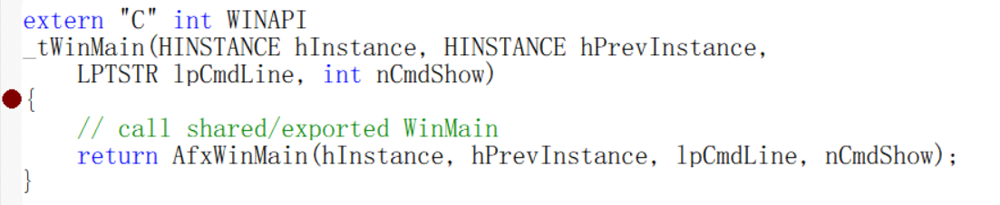 extern "C" int WINAPI
_tWinMain(HINSTANCE hInstance, HINSTANCE hPrevInstance,
    LPTSTR lpCmdLine, int nCmdShow)
{
    // call shared/exported WinMain
    return AfxWinMain(hInstance, hPrevInstance, lpCmdLine, nCmdShow);
}